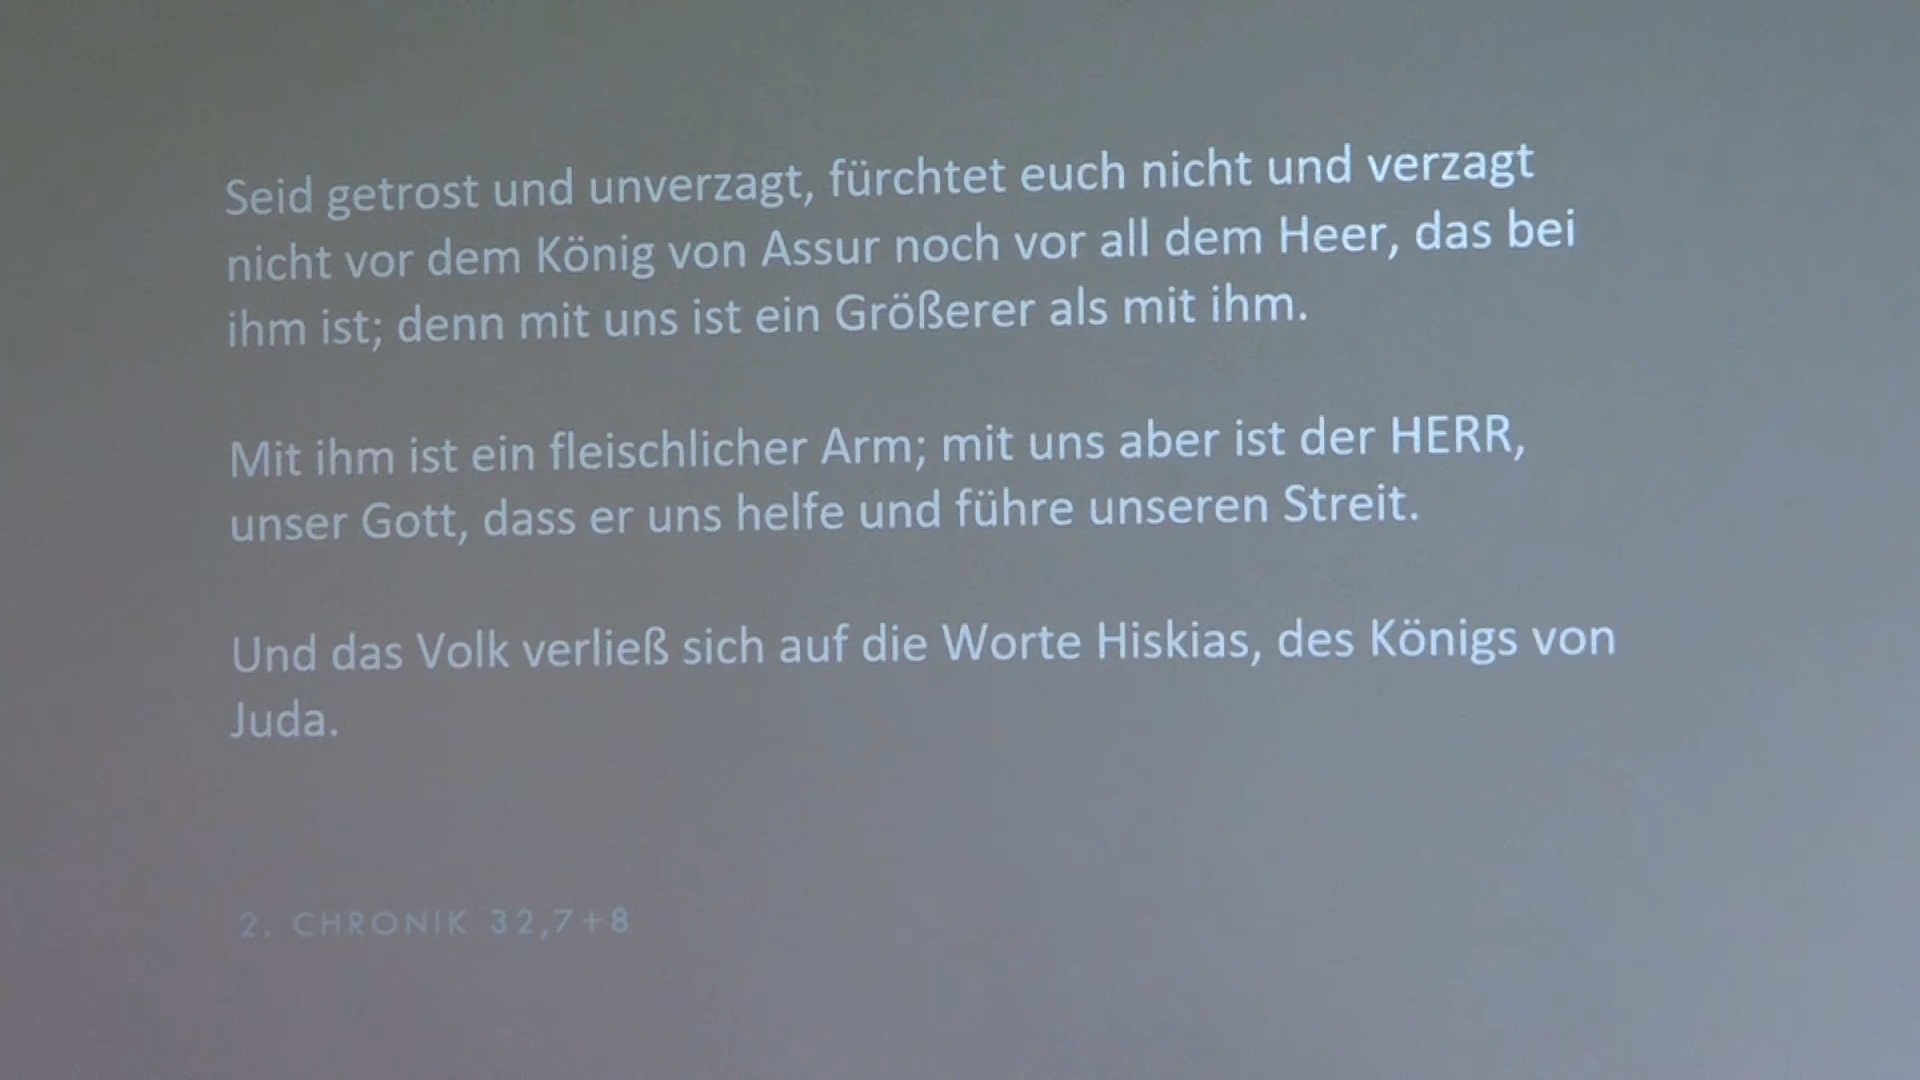 Seid getrost und unverzagt, fürchtet euch nicht und verzagt
nicht vor dem König von Assur noch vor all dem Heer, das bei
ihm ist; denn mit uns ist ein Größerer als mit ihm.
Mit ihm ist ein fleischlicher Arm; mit uns aber ist der HERR,
unser Gott, dass er uns helfe und führe unseren Streit.
Und das Volk verließ sich auf die Worte Hiskias, des Königs von
Juda.
2. CHRONIK 32,7+8